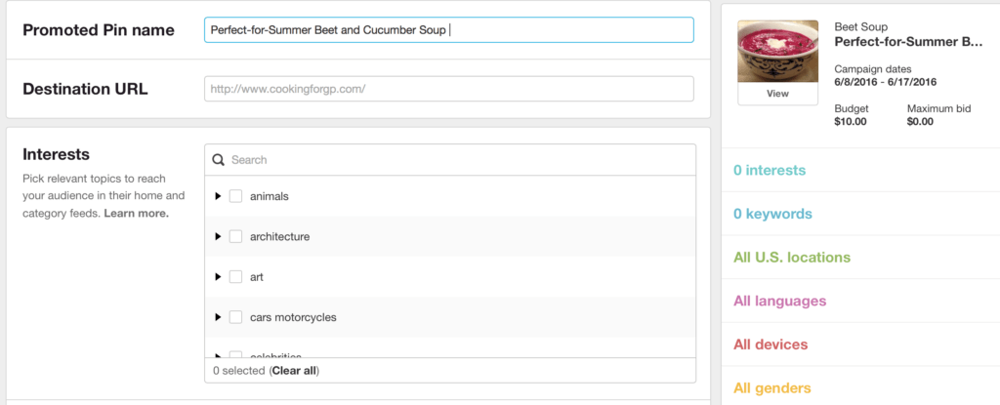 Promoted Pin name
Perfect-for-Summer Beet and Cucumber Soup
Destination URL
http://www.cookingforgp.com/
Interests
Pick relevant topics to reach
your audience in their home and
category feeds. Learn more.
Search
animals
architecture
art
cars motorcycles
celebrities
0 selected (Clear all)
View
Beet Soup
Perfect-for-Summer B...
Campaign dates
6/8/2016 - 6/17/2016
Budget
Maximum bid
$10.00
$0.00
0 interests
0 keywords
All U.S. locations
All languages
All devices
All genders